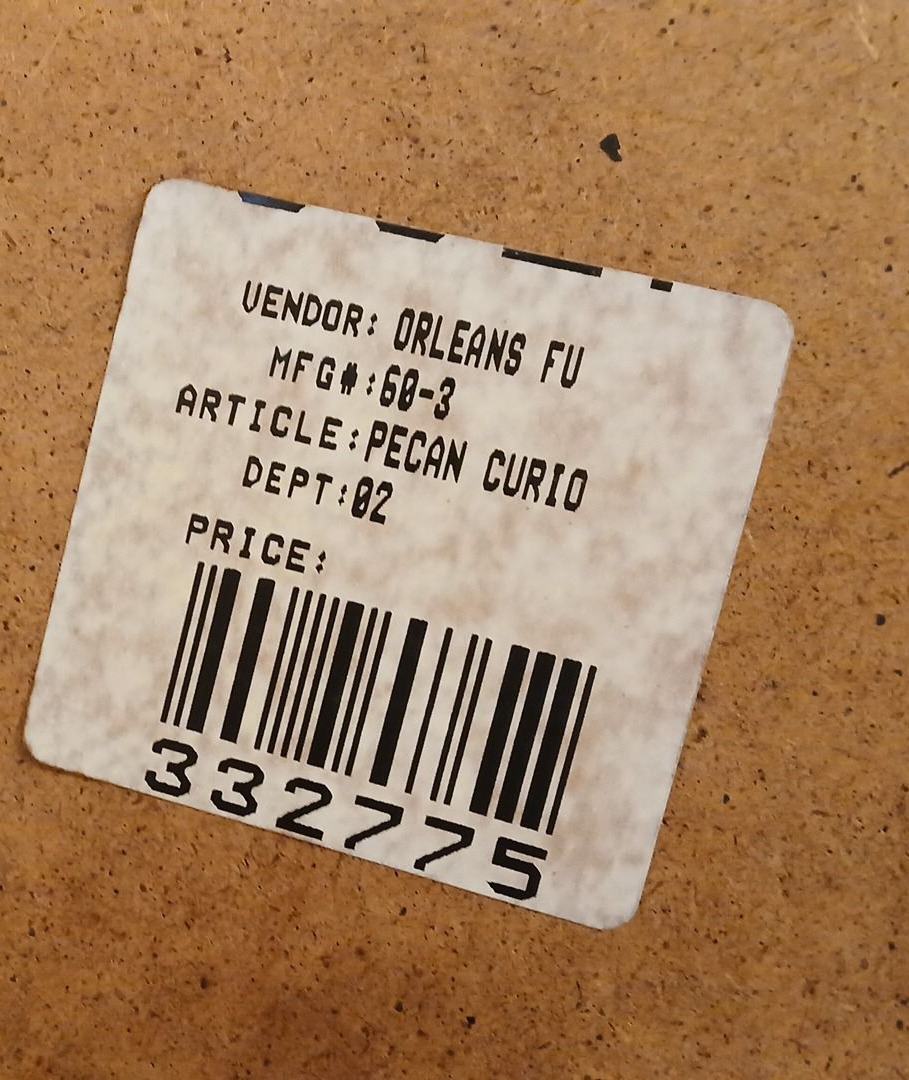 VENDOR: ORLEANS FU
MFG#:60-3
ARTICLE:PECAN CURIO
DEPT:02
PRICE:
332775